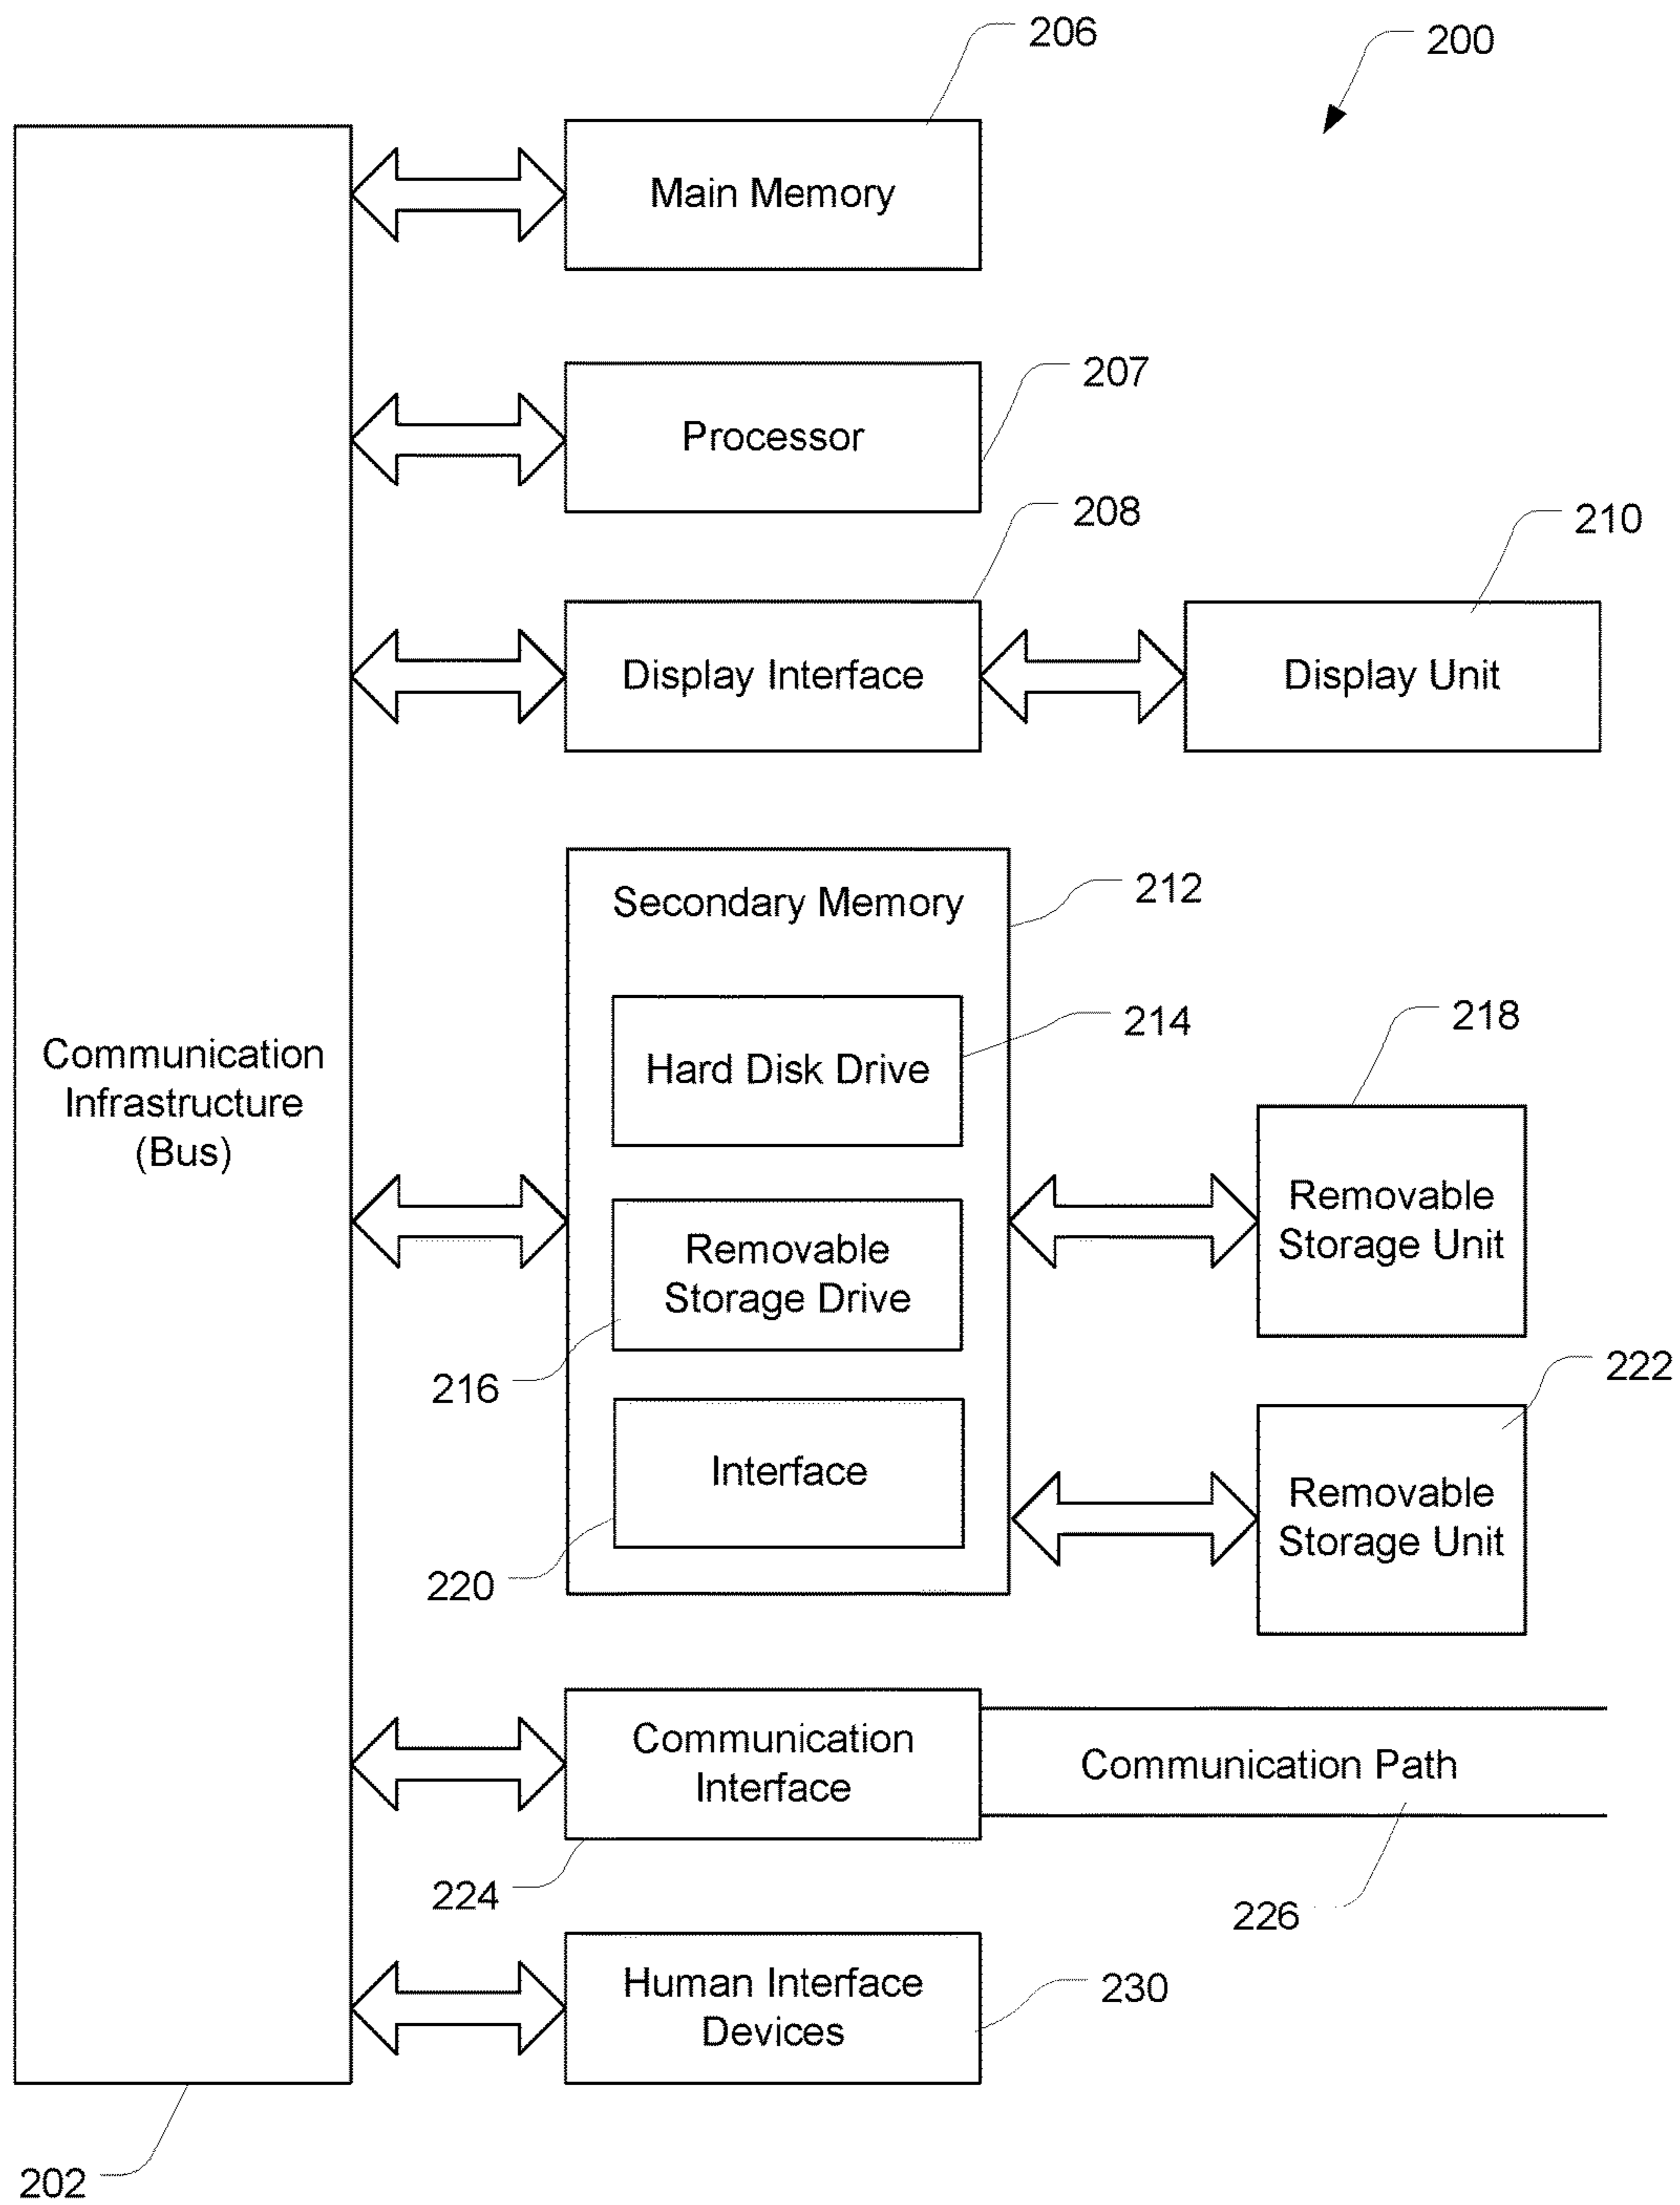 206
200
Main Memory
207
Processor
208
210
Display Interface
Display Unit
Secondary Memory
212
214
Hard Disk Drive
218
Communication
Infrastructure
(Bus)
Removable
Storage Drive
216
Removable
Storage Unit
222
Interface
220
Removable
Storage Unit
Communication
Interface
224
Communication Path
226
Human Interface
Devices
230
202